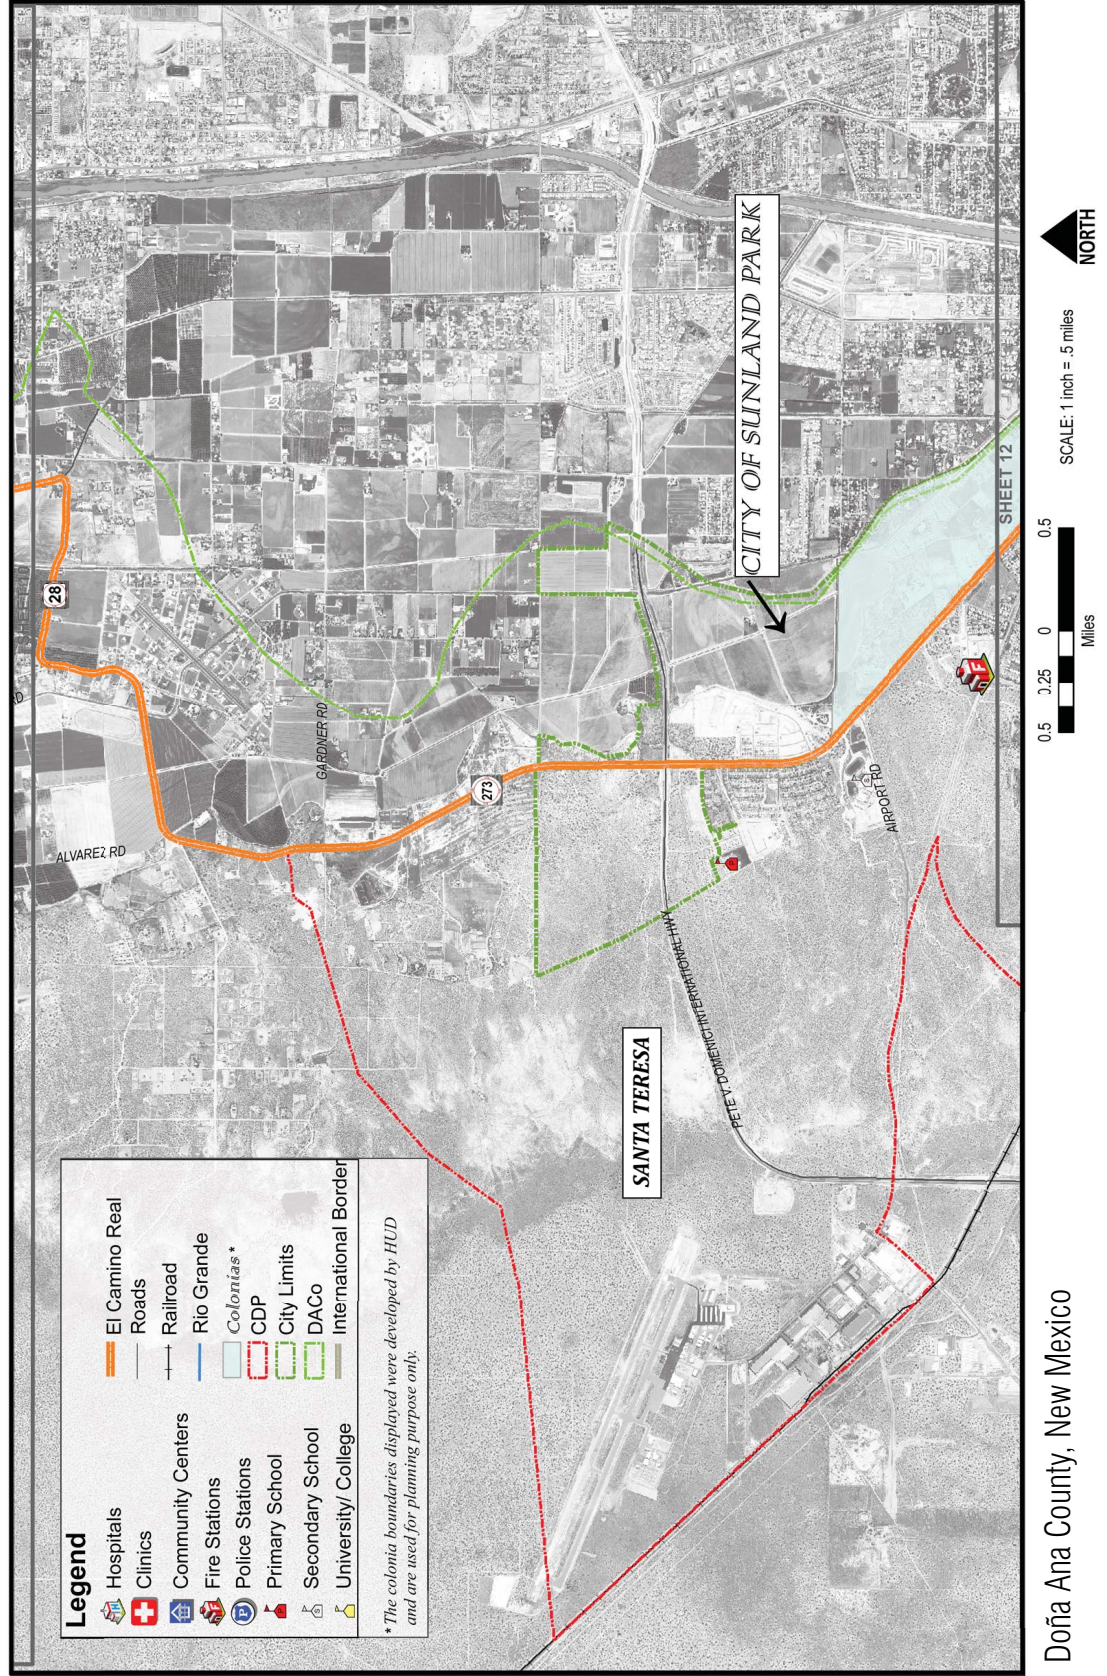 Legend
Hospitals
Clinics
Community Centers
Fire Stations
Police Stations
Primary School
Secondary School
University/ College
El Camino Real
Roads
Railroad
Rio Grande
Colonias *
CDP
City Limits
DACo
International Border
* The colonia boundaries displayed were developed by HUD
and are used for planning purpose only.
28
ALVAREZ RD
GARDNER RD
273
SANTA TERESA
PETE V. DOMENICI INTERNATIONAL HWY
CITY OF SUNLAND PARK
AIRPORT RD
SHEET 12
Doña Ana County, New Mexico
0.5
0.25
0
0.5
Miles
SCALE: 1 inch = .5 miles
NORTH